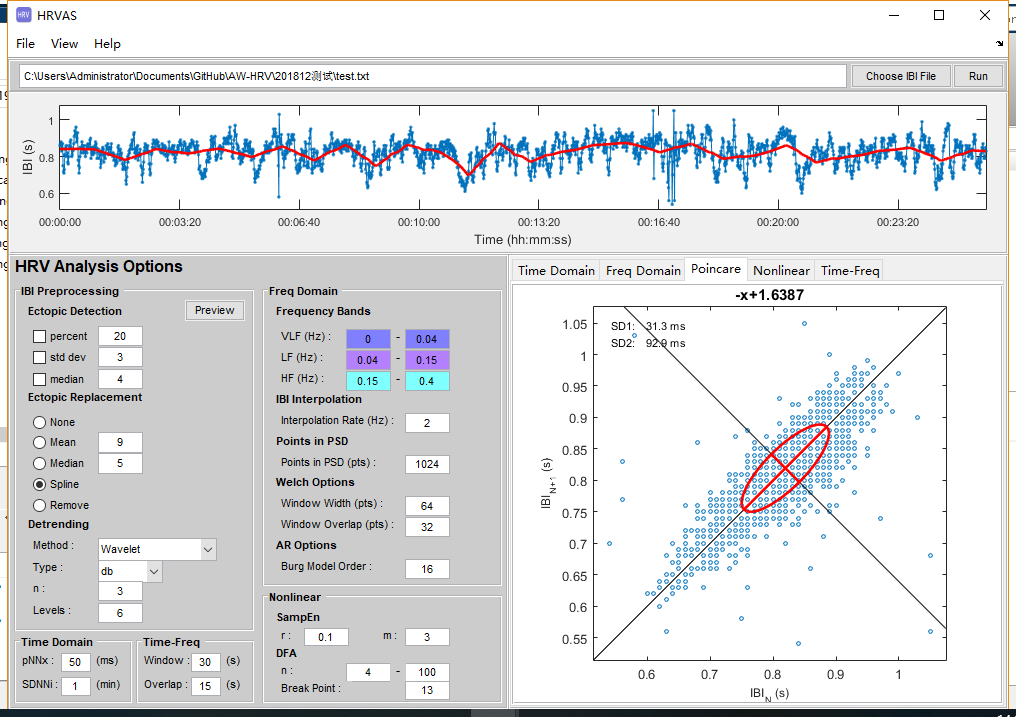 HRV HRVAS
File View Help
C:\Users\Administrator\Documents\GitHub\AW-HRV\201812测试\test.txt Choose IBI File Run
IBI (s)
1
0.8
0.6
00:00:00 00:03:20 00:06:40 00:10:00 00:13:20 00:16:40 00:20:00 00:23:20
Time (hh:mm:ss)
HRV Analysis Options
IBI Preprocessing
Ectopic Detection Preview
percent 20
std dev 3
median 4
Ectopic Replacement
None
Mean 9
Median 5
Spline
Remove
Detrending
Method : Wavelet
Type : db
n : 3
Levels : 6
Time Domain
pNNx : 50 (ms)
SDNNi : 1 (min)
Time-Freq
Window : 30 (s)
Overlap : 15 (s)
Freq Domain
Frequency Bands
VLF (Hz) : 0 - 0.04
LF (Hz) : 0.04 - 0.15
HF (Hz) : 0.15 - 0.4
IBI Interpolation
Interpolation Rate (Hz) : 2
Points in PSD
Points in PSD (pts) : 1024
Welch Options
Window Width (pts) : 64
Window Overlap (pts) : 32
AR Options
Burg Model Order : 16
Nonlinear
SampEn
r : 0.1 m : 3
DFA
n : 4 - 100
Break Point : 13
Time Domain Freq Domain Poincare Nonlinear Time-Freq
-x+1.6387
SD1: 31.3 ms
SD2: 92.9 ms
1.05
1
0.95
0.9
0.85
0.8
0.75
0.7
0.65
0.6
0.55
IBI N+1 (s)
0.6 0.7 0.8 0.9 1
IBI N (s)